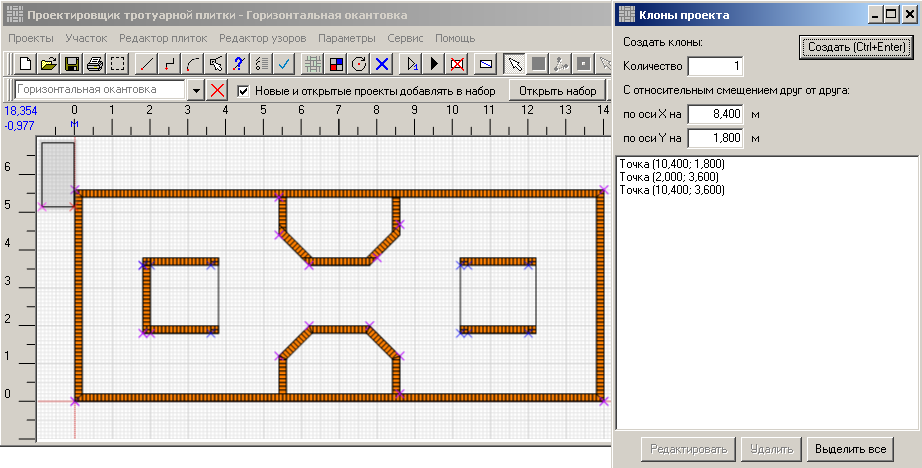 Проектировщик тротуарной плитки - Горизонтальная окантовка
Проекты Участок Редактор плиток Редактор узоров Параметры Сервис Помощь
Горизонтальная окантовка Новые и открытые проекты добавлять в набор Открыть набор
18,354
-0,977
м
0 1 2 3 4 5 6 7 8 9 10 11 12 13 14
6
5
4
3
2
1
0
Клоны проекта
Создать клоны:
Создать (Ctrl+Enter)
Количество 1
С относительным смещением друг от друга:
по оси X на 8,400 м
по оси Y на 1,800 м
Точка (10,400; 1,800)
Точка (2,000; 3,600)
Точка (10,400; 3,600)
Редактировать Удалить Выделить все